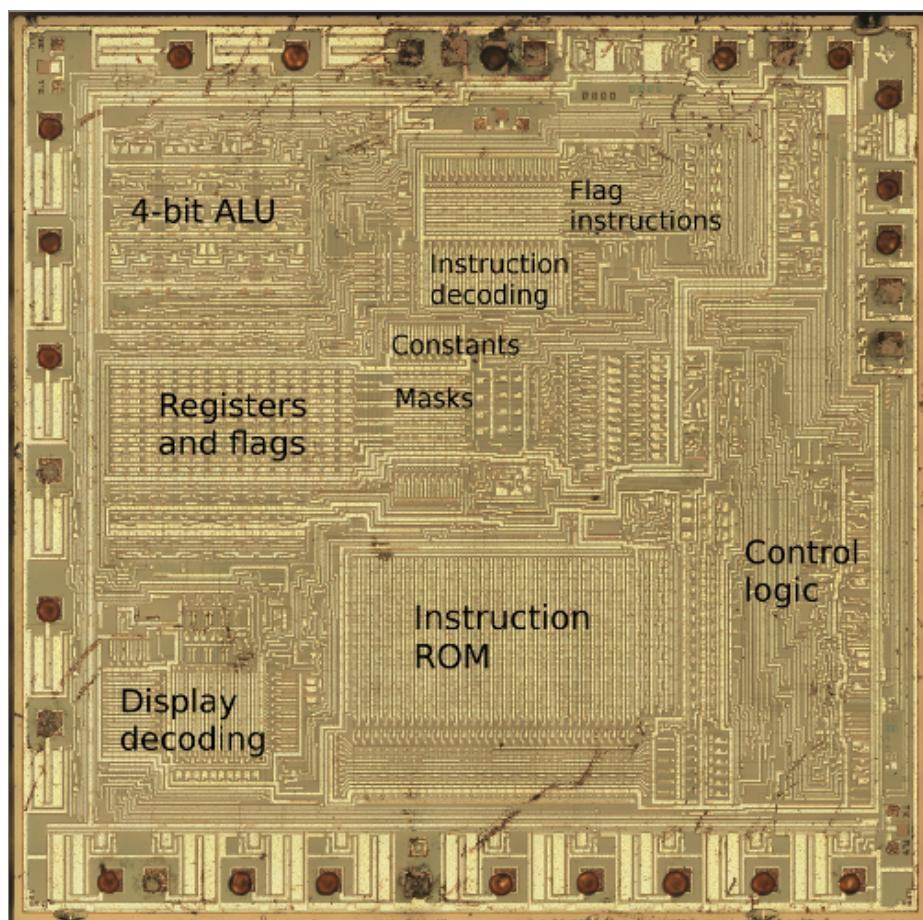 4-bit ALU
Flag
instructions
Instruction
decoding
Constants
Masks
Registers
and flags
Control
logic
Instruction
ROM
Display
decoding